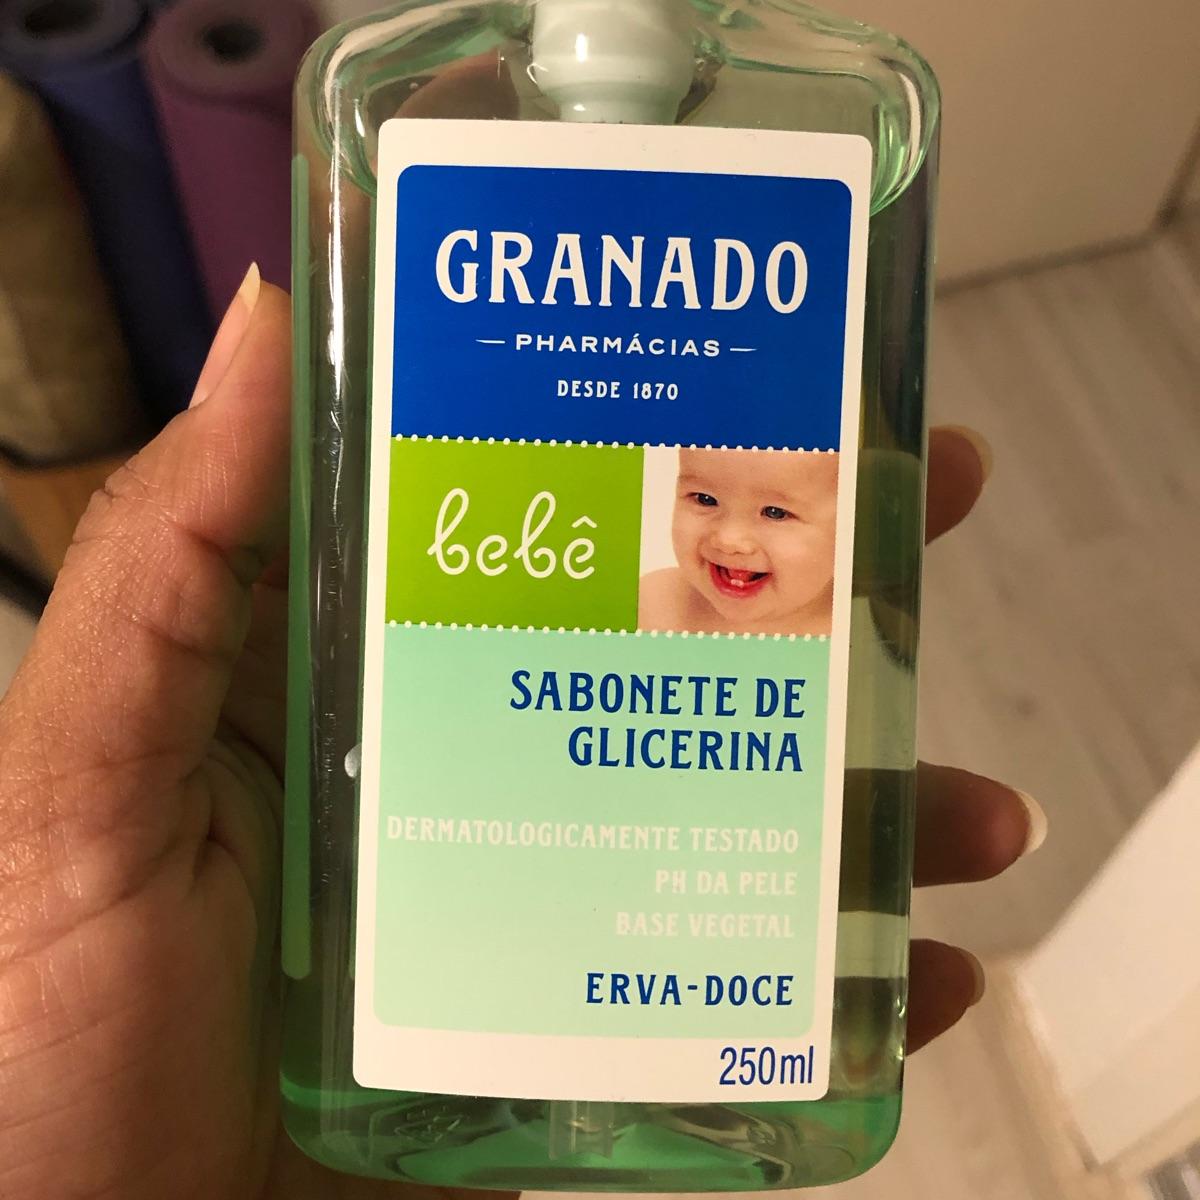 GRANADO
PHARMÁCIAS
DESDE 1870
bebê
SABONETE DE
GLICERINA
DERMATOLOGICAMENTE TESTADO
PH DA PELE
BASE VEGETAL
ERVA-DOCE
250ml